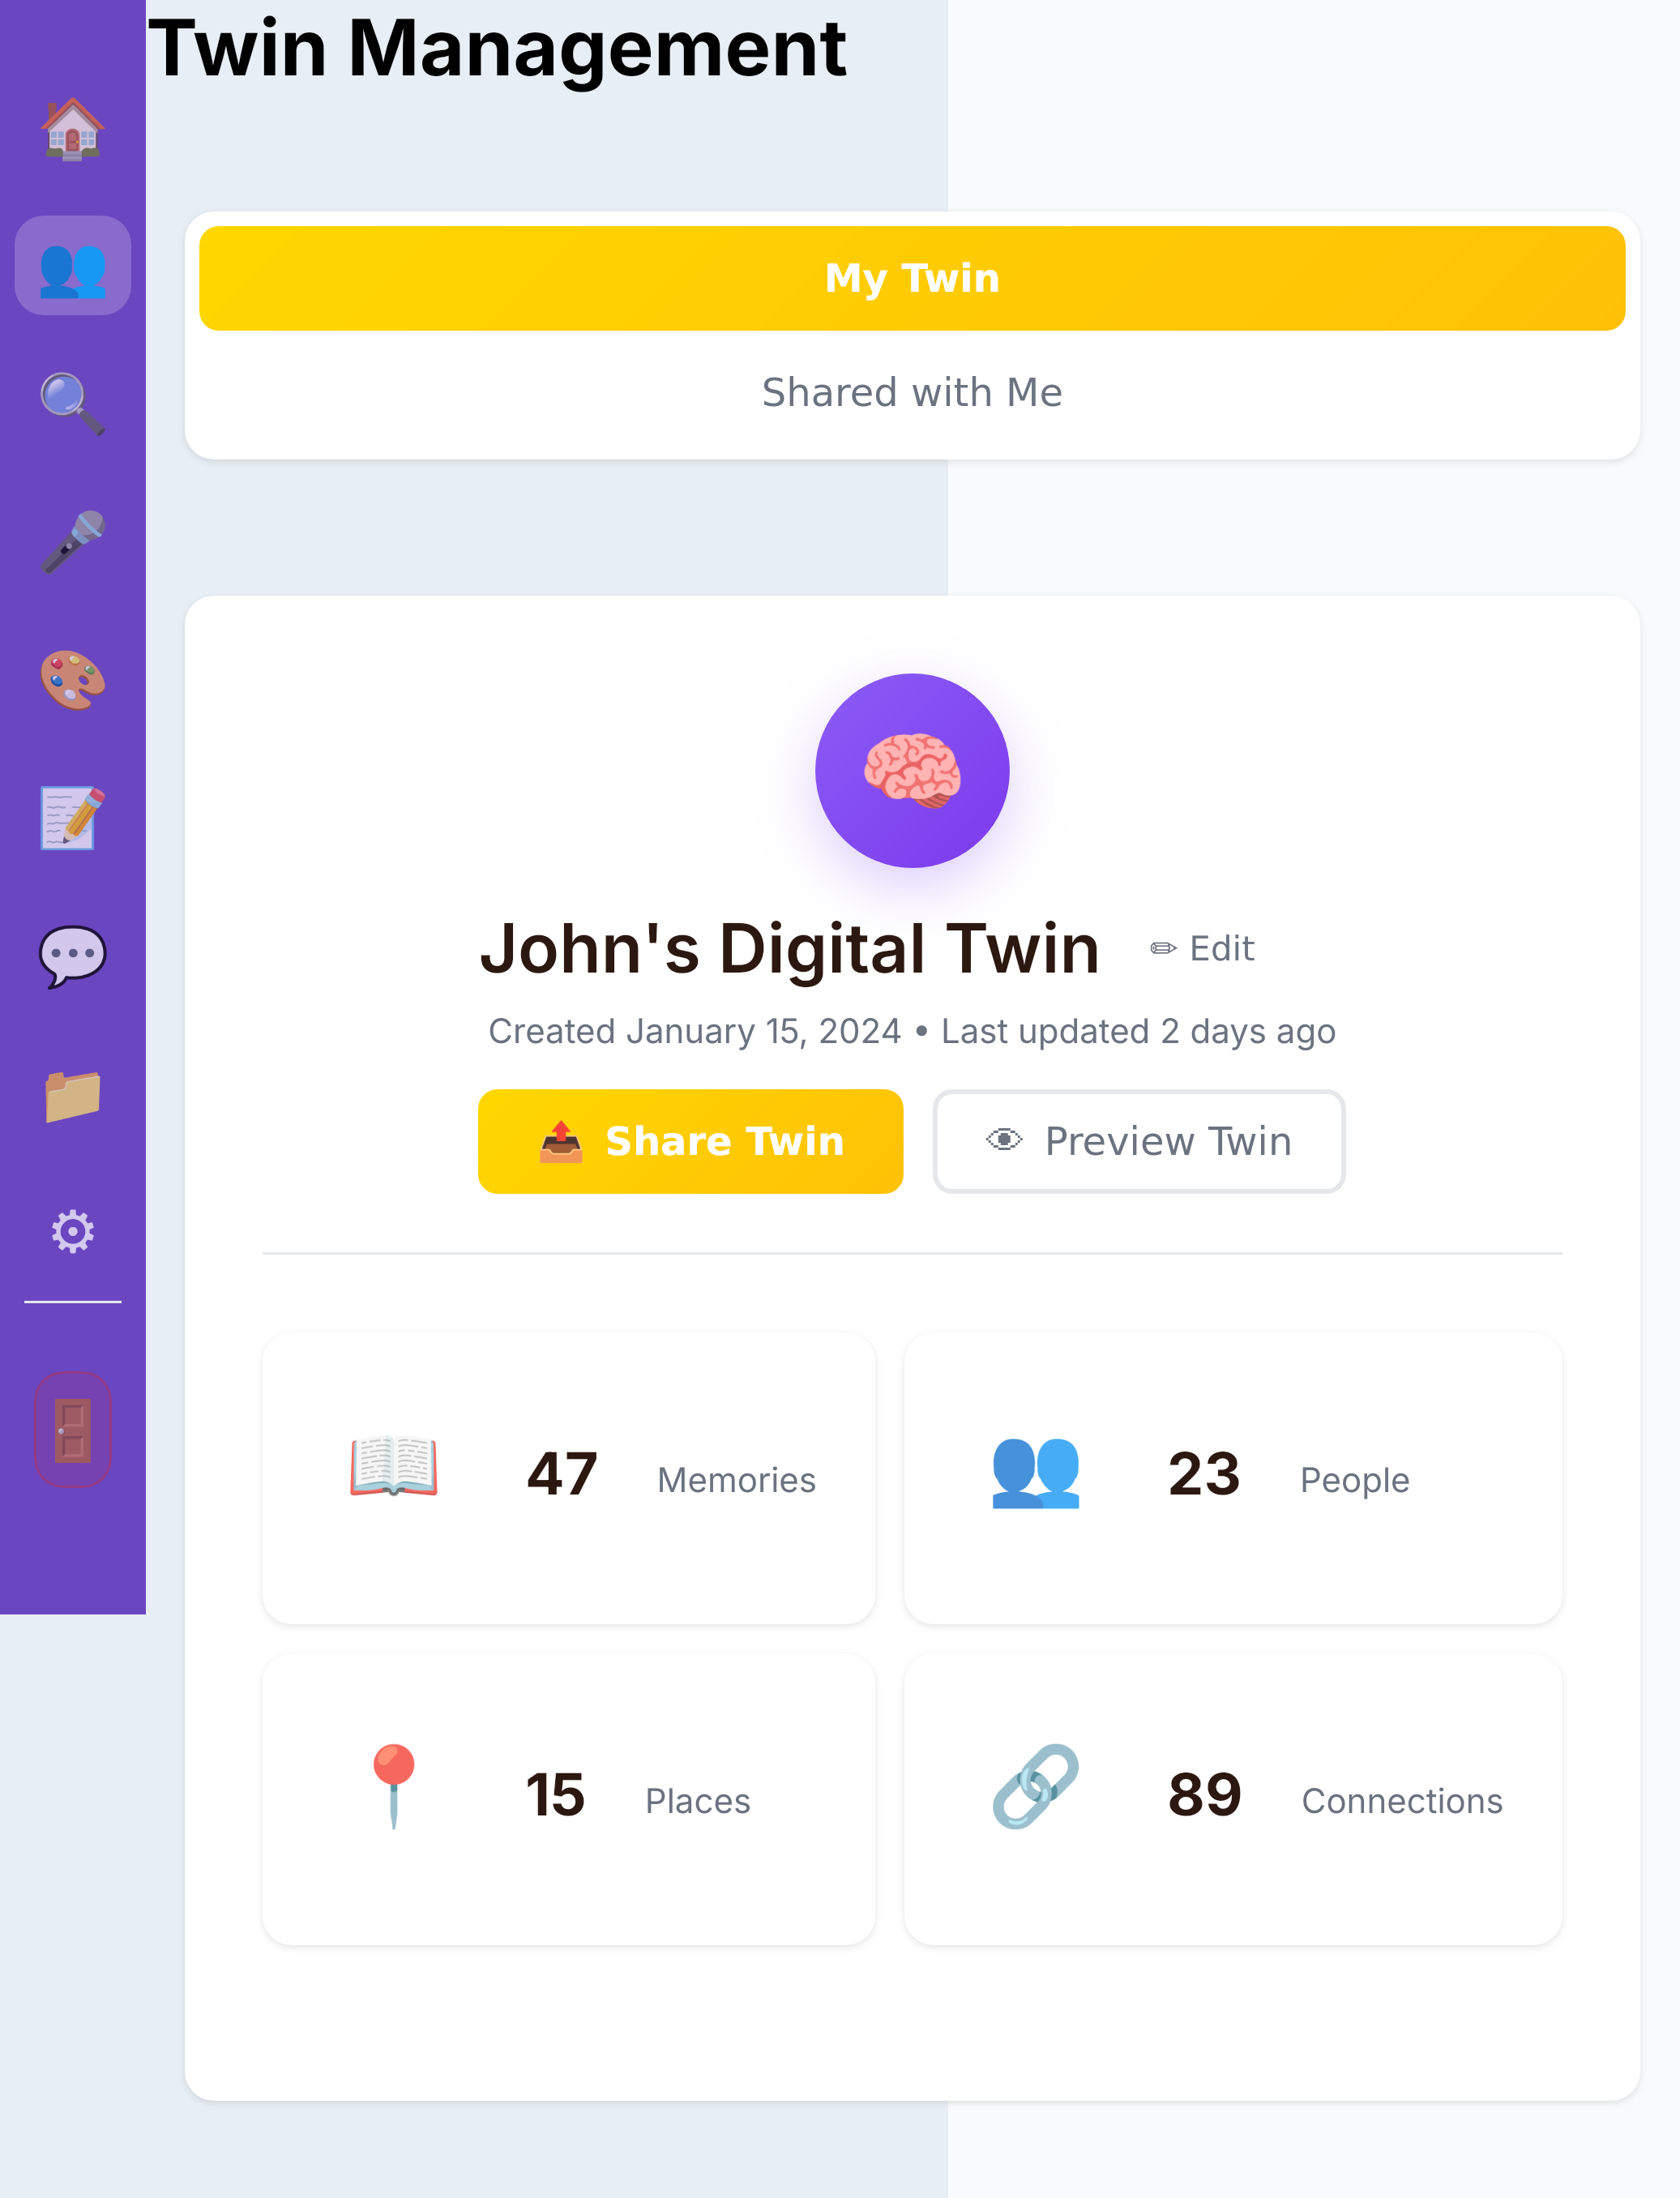 Twin Management
My Twin
Shared with Me
John's Digital Twin
✏ Edit
Created January 15, 2024 • Last updated 2 days ago
Share Twin
Preview Twin
47 Memories
23 People
15 Places
89 Connections